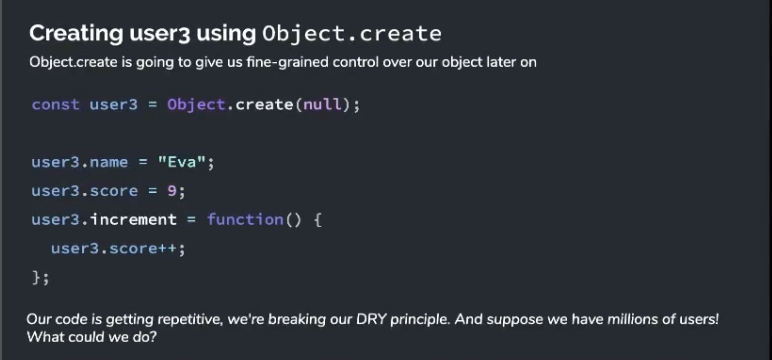 Creating user3 using Object.create
Object.create is going to give us fine-grained control over our object later on
const user3 = Object.create(null);
user3.name = "Eva";
user3.score = 9;
user3.increment = function() {
  user3.score++;
};
Our code is getting repetitive, we're breaking our DRY principle. And suppose we have millions of users!
What could we do?